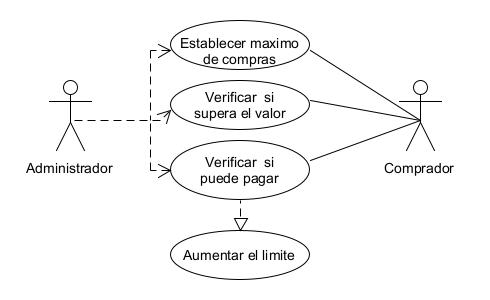 Establecer maximo
de compras
Verificar si
supera el valor
Administrador
Comprador
Verificar si
puede pagar
Aumentar el limite